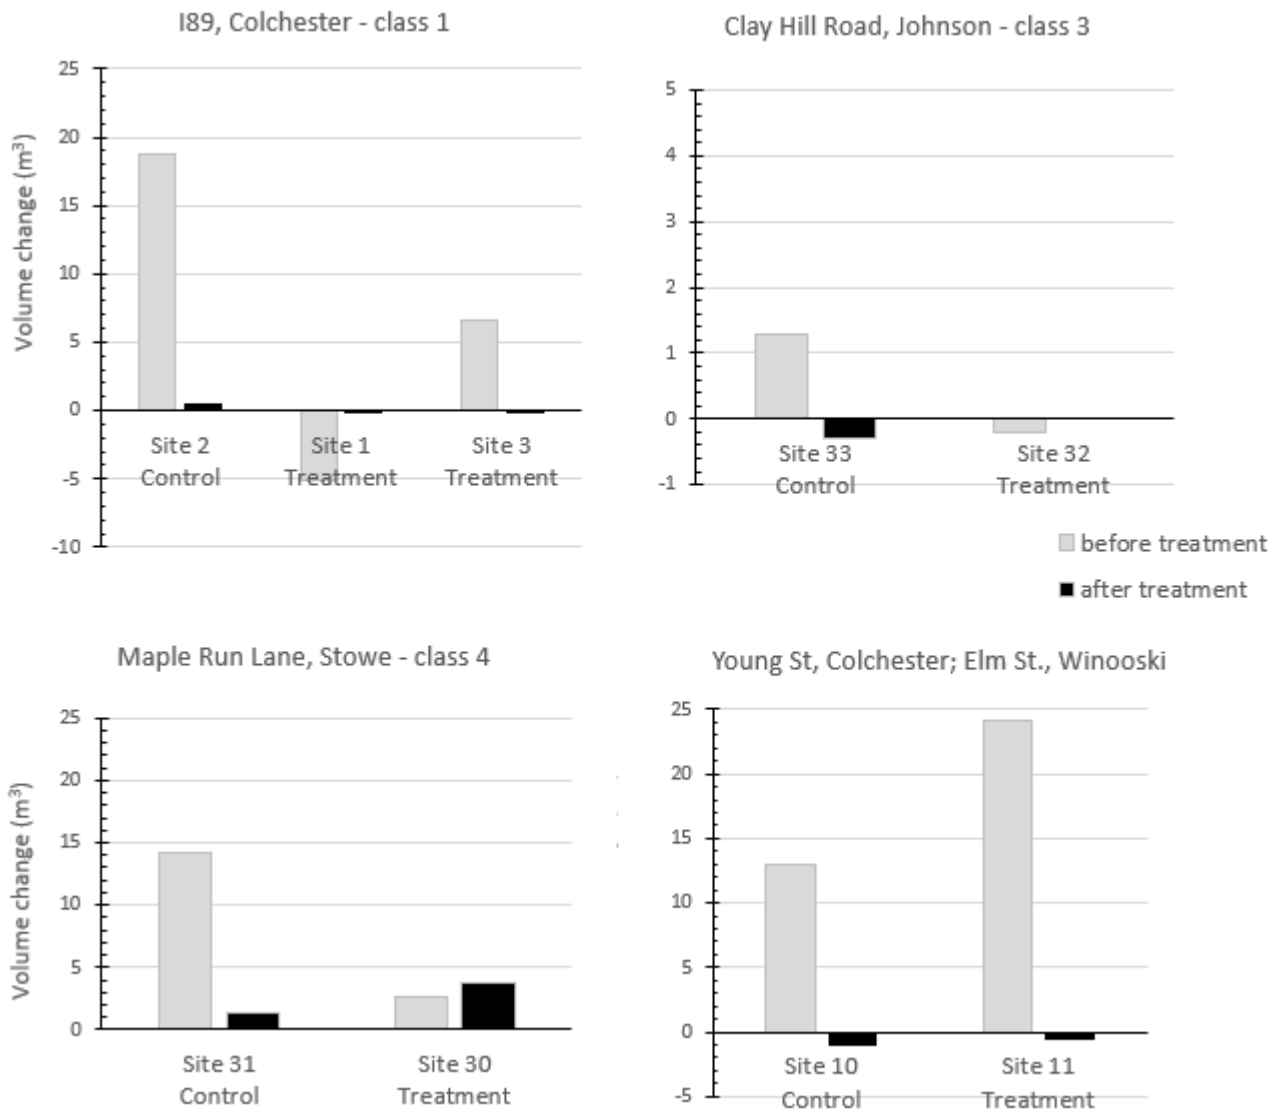 I89, Colchester - class 1
Volume change (m³)
25
20
15
10
5
0
-5
-10
Site 2
Control
Site 1
Treatment
Site 3
Treatment
Clay Hill Road, Johnson - class 3
5
4
3
2
1
0
-1
Site 33
Control
Site 32
Treatment
before treatment
after treatment
Maple Run Lane, Stowe - class 4
Volume change (m³)
25
20
15
10
5
0
Site 31
Control
Site 30
Treatment
Young St, Colchester; Elm St., Winooski
25
20
15
10
5
0
-5
Site 10
Control
Site 11
Treatment